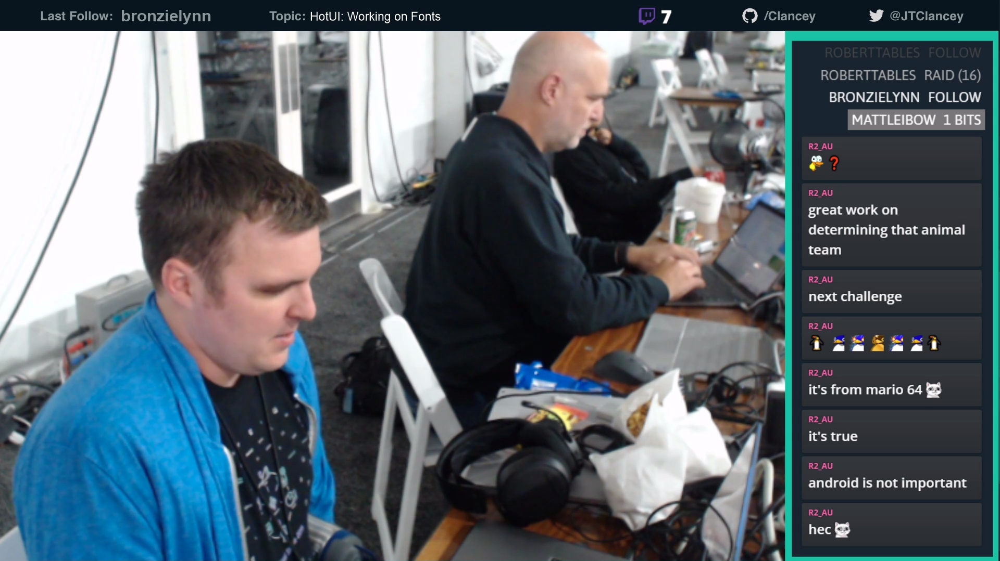 Last Follow: bronzielynn
Topic: HotUI: Working on Fonts
7
/Clancey
@JTClancey
ROBERTTABLES FOLLOW
ROBERTTABLES RAID (16)
BRONZIELYNN FOLLOW
MATTLEIBOW 1 BITS
R2_AU
R2_AU
great work on
determining that animal
team
R2_AU
next challenge
R2_AU
R2_AU
it's from mario 64
R2_AU
it's true
R2_AU
android is not important
R2_AU
hec